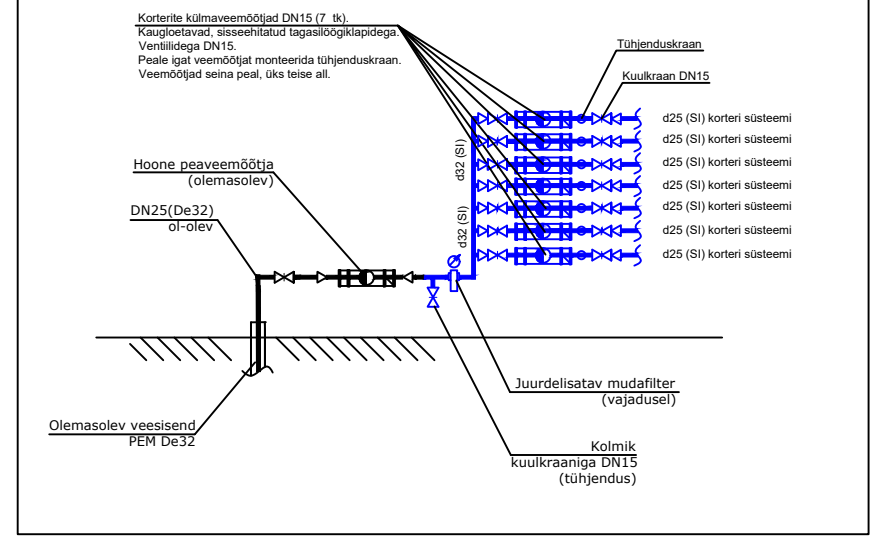 Korterite külmaveemõõtjad DN15 (7 tk).
Kaugloetavad, sisseehitatud tagasilöögiklapidega.
Ventiilidega DN15.
Peale igat veemõõtjat monteerida tühjenduskraan.
Veemõõtjad seina peal, üks teise all.
Tühjenduskraan
Kuulkraan DN15
d25 (SI) korteri süsteemi
d25 (SI) korteri süsteemi
d25 (SI) korteri süsteemi
d25 (SI) korteri süsteemi
d25 (SI) korteri süsteemi
d25 (SI) korteri süsteemi
d25 (SI) korteri süsteemi
d32 (SI)
d32 (SI)
Hoone peaveemõõtja
(olemasolev)
DN25(De32)
ol-olev
Juurdelisatav mudafilter
(vajadusel)
Olemasolev veesisend
PEM De32
Kolmik
kuulkraaniga DN15
(tühjendus)